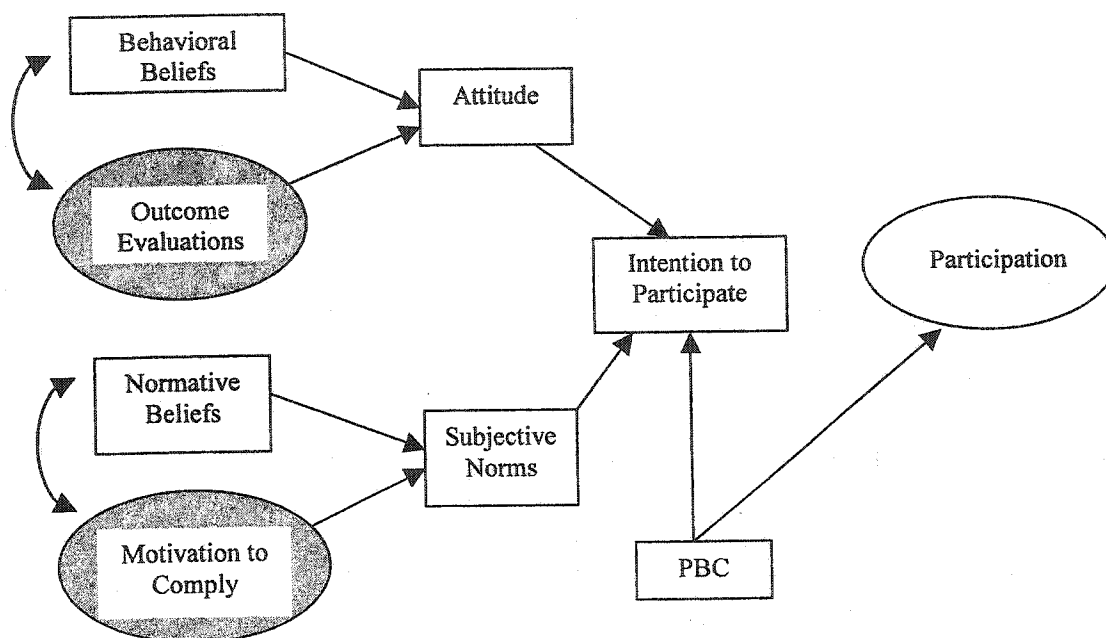 Behavioral
Beliefs
Attitude
Outcome
Evaluations
Intention to
Participate
Participation
Normative
Beliefs
Subjective
Norms
Motivation to
Comply
PBC